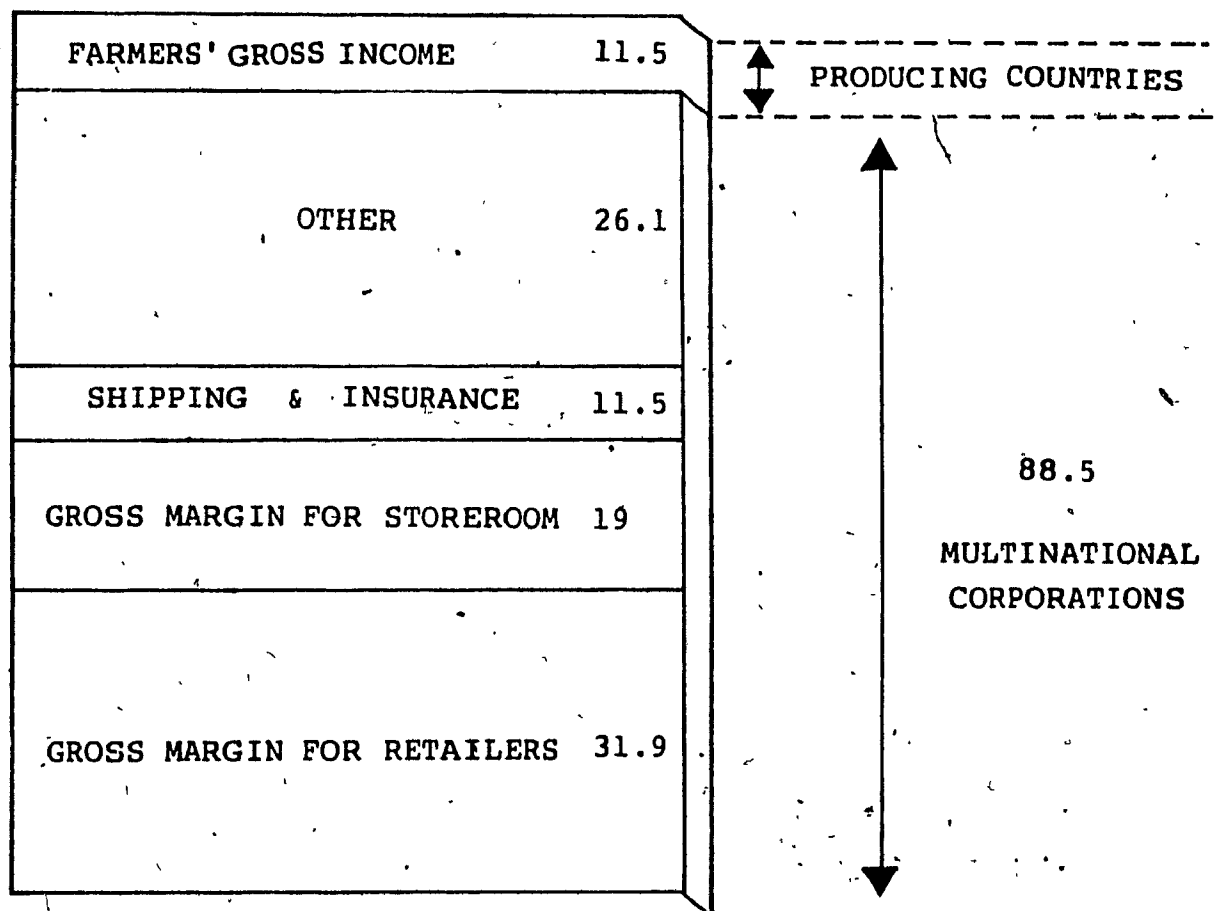 FARMERS' GROSS INCOME 11.5
PRODUCING COUNTRIES
OTHER 26.1
SHIPPING & INSURANCE 11.5
88.5
GROSS MARGIN FOR STOREROOM 19
MULTINATIONAL
CORPORATIONS
GROSS MARGIN FOR RETAILERS 31.9